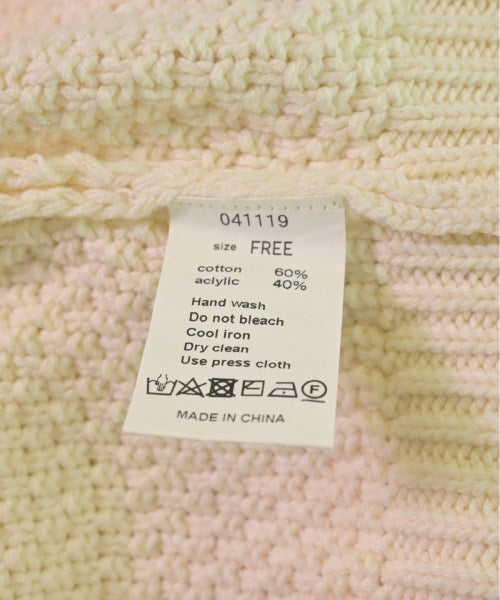 041119
size FREE
cotton 60%
aclylic 40%
Hand wash
Do not bleach
Cool iron
Dry clean
Use press cloth
F
MADE IN CHINA